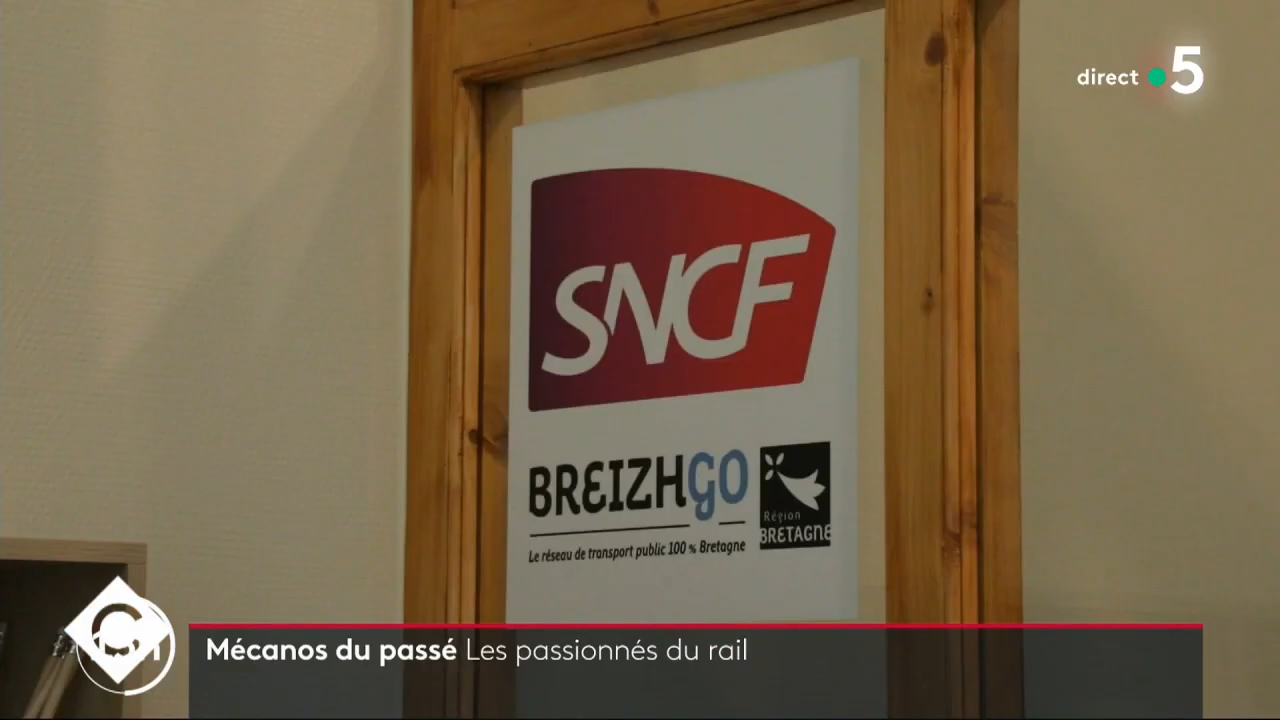 direct 5
SNCF
BREIZHGO
Le réseau de transport public 100 % Bretagne
Région
BRETAGNE
Mécanos du passé Les passionnés du rail